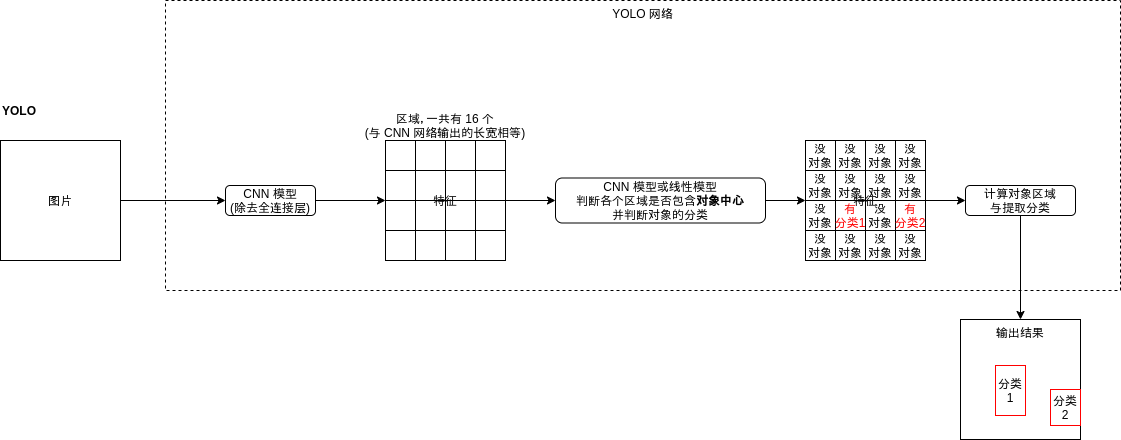 YOLO 网络
YOLO
图片
CNN 模型
(除去全连接层)
区域, 一共有 16 个
(与 CNN 网络输出的长宽相等)
特征
CNN 模型或线性模型
判断各个区域是否包含对象中心
并判断对象的分类
特征
没 没 没 没
对象 对象 对象 对象
没 没 没 没
对象 对象 对象 对象
没 有 没 有
对象 分类1 对象 分类2
没 没 没 没
对象 对象 对象 对象
计算对象区域
与提取分类
输出结果
分类
1
分类
2